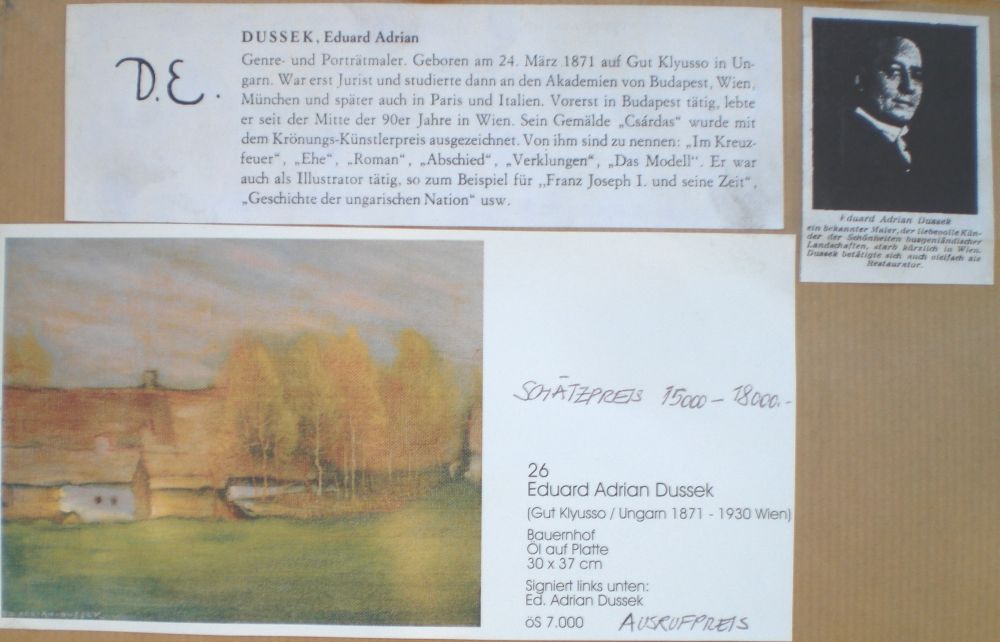 D.E.
DUSSEK, Eduard Adrian
Genre- und Porträtmaler. Geboren am 24. März 1871 auf Gut Klyusso in Un-
garn. War erst Jurist und studierte dann an den Akademien von Budapest, Wien,
München und später auch in Paris und Italien. Vorerst in Budapest tätig, lebte
er seit der Mitte der 90er Jahre in Wien. Sein Gemälde „Csárdas“ wurde mit
dem Krönungs-Künstlerpreis ausgezeichnet. Von ihm sind zu nennen: „Im Kreuz-
feuer“, „Ehe“, „Roman“, „Abschied“, „Verklungen“, „Das Modell“. Er war
auch als Illustrator tätig, so zum Beispiel für „Franz Joseph I. und seine Zeit“,
„Geschichte der ungarischen Nation“ usw.
Eduard Adrian Dussek
ein bekannter Maler, der liebevolle Kün-
der der Schönheiten burgenländischer
Landschaften, starb kürzlich in Wien.
Dussek betätigte sich auch vielfach als
Restaurator.
SCHÄTZPREIS 15000 – 18000.-
26
Eduard Adrian Dussek
(Gut Klyusso / Ungarn 1871 - 1930 Wien)
Bauernhof
Öl auf Platte
30 x 37 cm
Signiert links unten:
Ed. Adrian Dussek
öS 7.000 AUSRUFPREIS
ADRIAN-DUSSEK